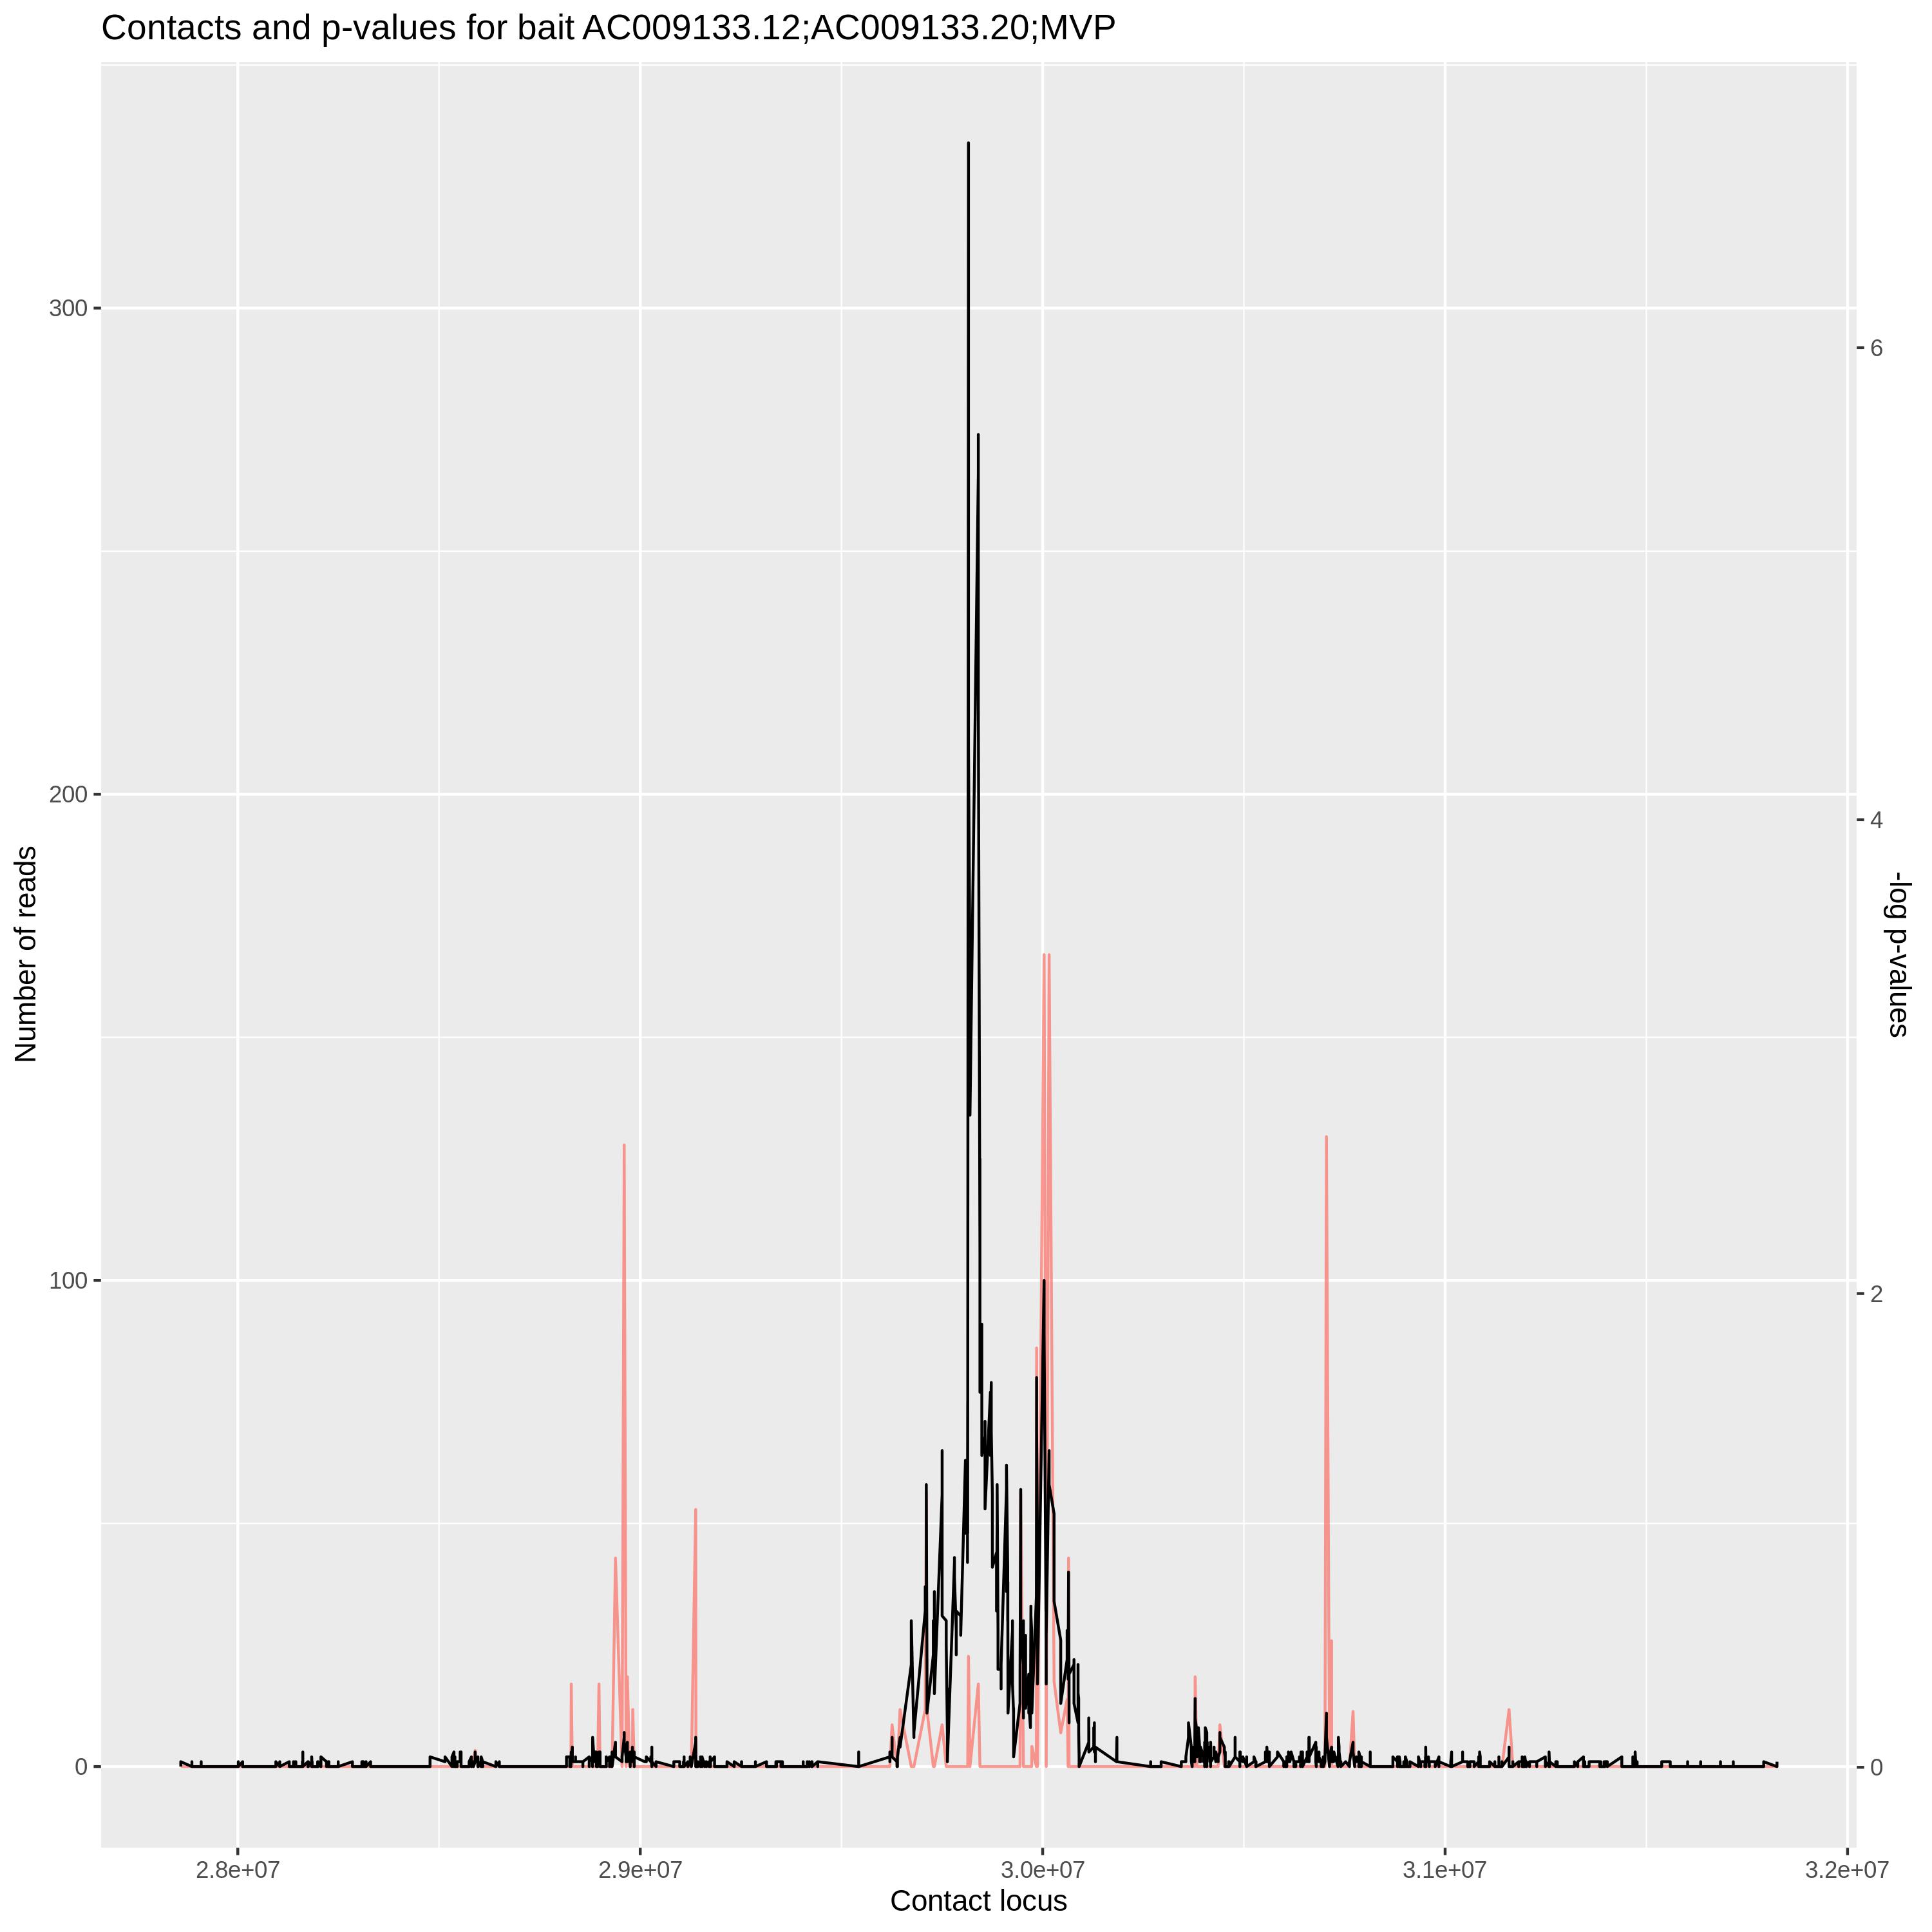 Contacts and p-values for bait AC009133.12;AC009133.20;MVP
Number of reads
300
200
100
0
6
4
2
0
-log p-values
2.8e+07
2.9e+07
3.0e+07
3.1e+07
3.2e+07
Contact locus